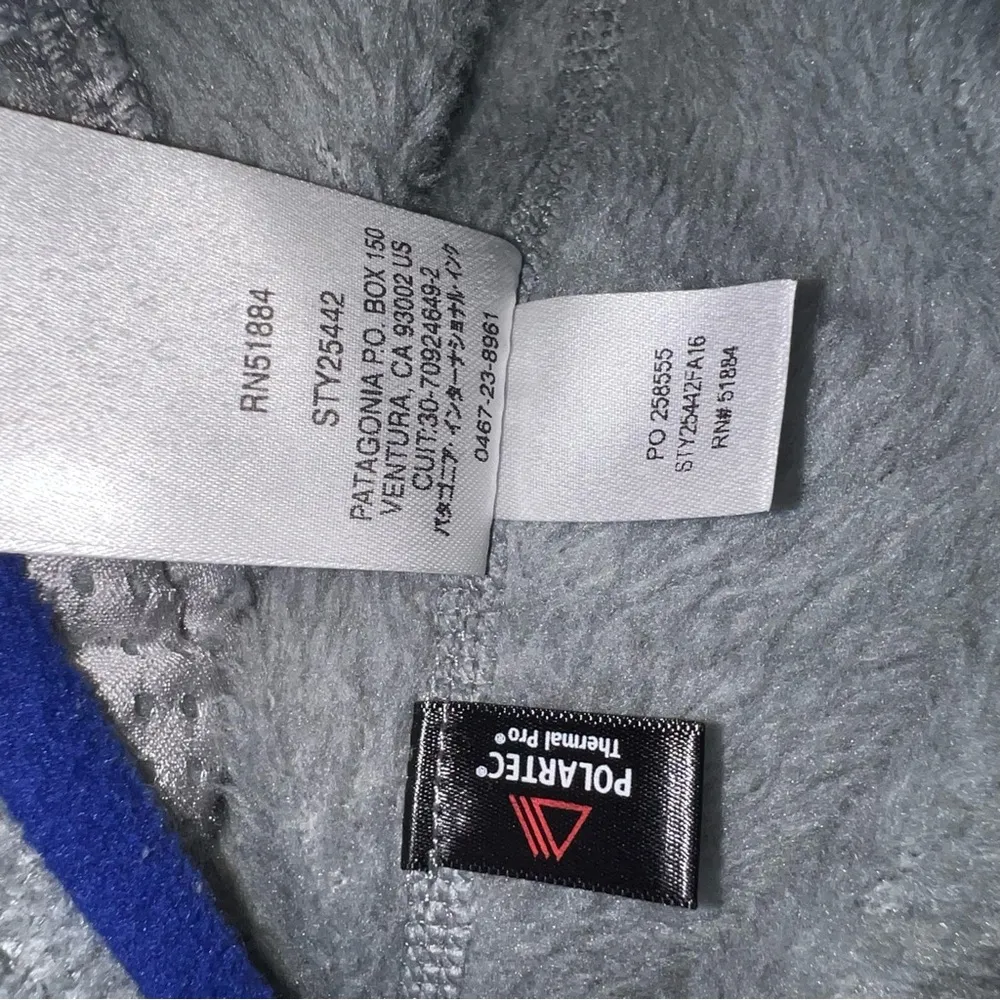 RN51884
STY25442
PATAGONIA P.O. BOX 150
VENTURA, CA 93002 US
CUIT:30-70924649-2
パタゴニア・インターナショナル・インク
0467-23-8961
PO 258555
STY25442FA16
RN# 51884
POLARTEC®
Thermal Pro®